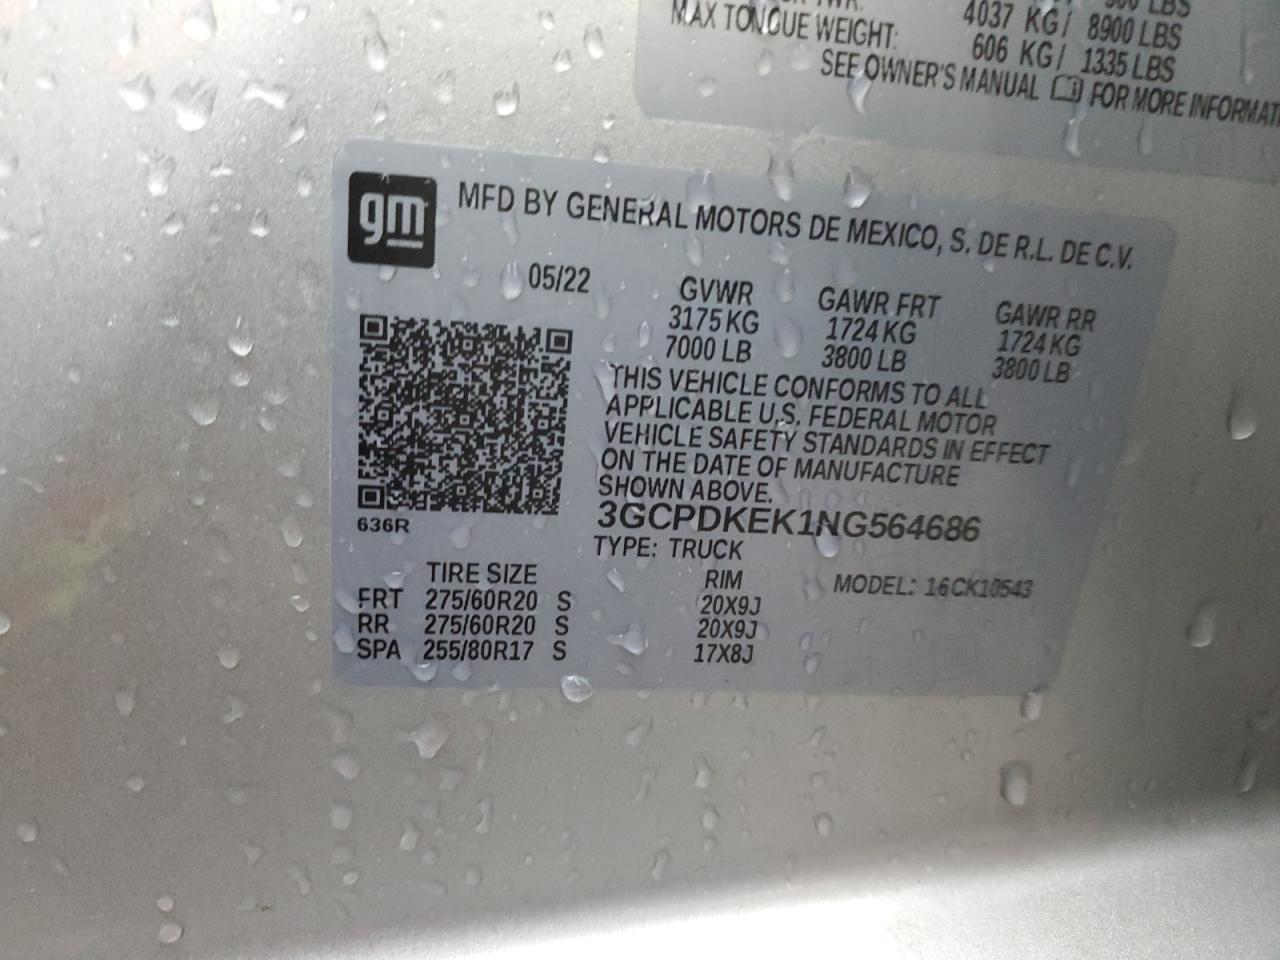 LBS
4037 KG/ 8900 LBS
MAX TONGUE WEIGHT: 606 KG/ 1335 LBS
SEE OWNER'S MANUAL FOR MORE
gm
MFD BY GENERAL MOTORS DE MEXICO, S. DE R.L. DE C.V.
05/22
GVWR GAWR FRT GAWR RR
3175 KG 1724 KG 1724 KG
7000 LB 3800 LB 3800 LB
THIS VEHICLE CONFORMS TO ALL
APPLICABLE U.S. FEDERAL MOTOR
VEHICLE SAFETY STANDARDS IN EFFECT
ON THE DATE OF MANUFACTURE
SHOWN ABOVE.
636R
3GCPDKEK1NG564686
TYPE: TRUCK
MODEL: 16CK10543
TIRE SIZE RIM
FRT 275/60R20 S 20X9J
RR 275/60R20 S 20X9J
SPA 255/80R17 S 17X8J